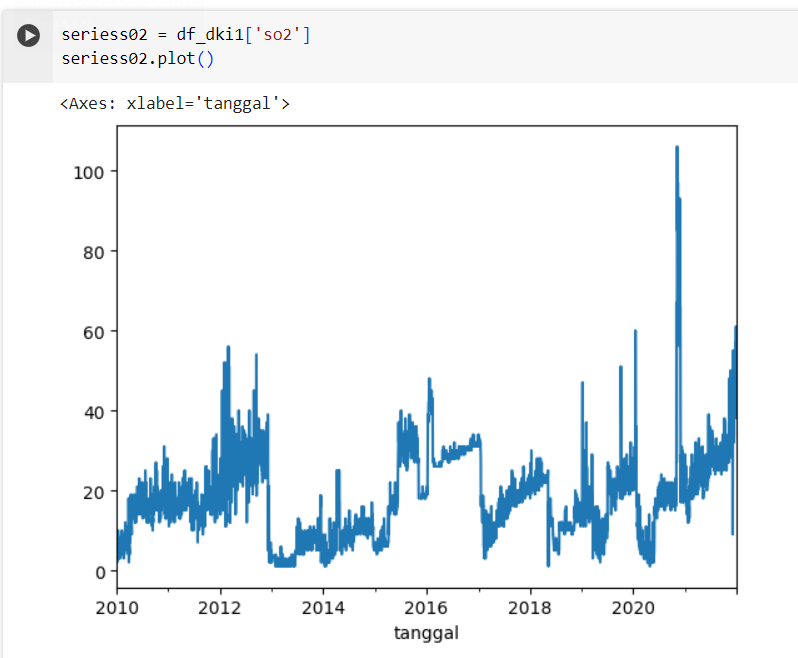 seriess02 = df_dki1['so2']
seriess02.plot()
<Axes: xlabel='tanggal'>
100
80
60
40
20
0
2010 2012 2014 2016 2018 2020
tanggal